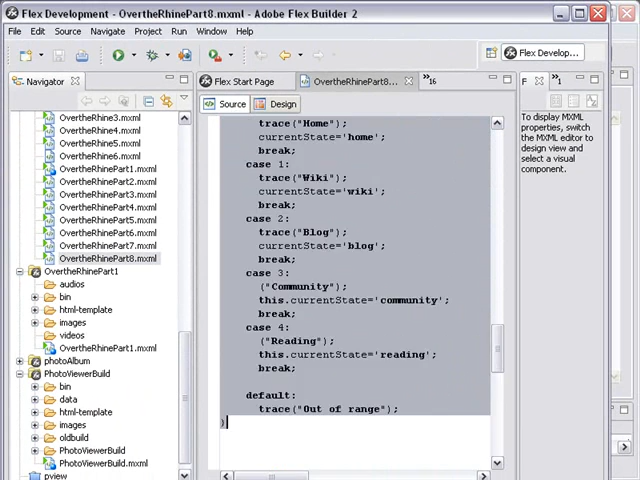 Flex Development - OvertheRhinePart8.mxml - Adobe Flex Builder 2
File Edit Source Navigate Project Run Window Help
Flex Develop...
Navigator
Flex Start Page
OvertheRhinePart8....
»16
F
»1
Source
Design
OvertheRhine3.mxml
OvertheRhine4.mxml
OvertheRhine5.mxml
OvertheRhine6.mxml
OvertheRhinePart1.mxml
OvertheRhinePart2.mxml
OvertheRhinePart3.mxml
OvertheRhinePart4.mxml
OvertheRhinePart5.mxml
OvertheRhinePart6.mxml
OvertheRhinePart7.mxml
OvertheRhinePart8.mxml
OvertheRhinePart1
audios
bin
html-template
images
videos
OvertheRhinePart1.mxml
photoAlbum
PhotoViewerBuild
bin
data
html-template
images
oldbuild
PhotoViewerBuild
PhotoViewerBuild.mxml
pview
trace("Home");
currentState='home';
break;
case 1:
trace("Wiki");
currentState='wiki';
break;
case 2:
trace("Blog");
currentState='blog';
break;
case 3:
("Community");
this.currentState='community';
break;
case 4:
("Reading");
this.currentState='reading';
break;
default:
trace("Out of range");
}
To display MXML
properties, switch
the MXML editor to
design view and
select a visual
component.